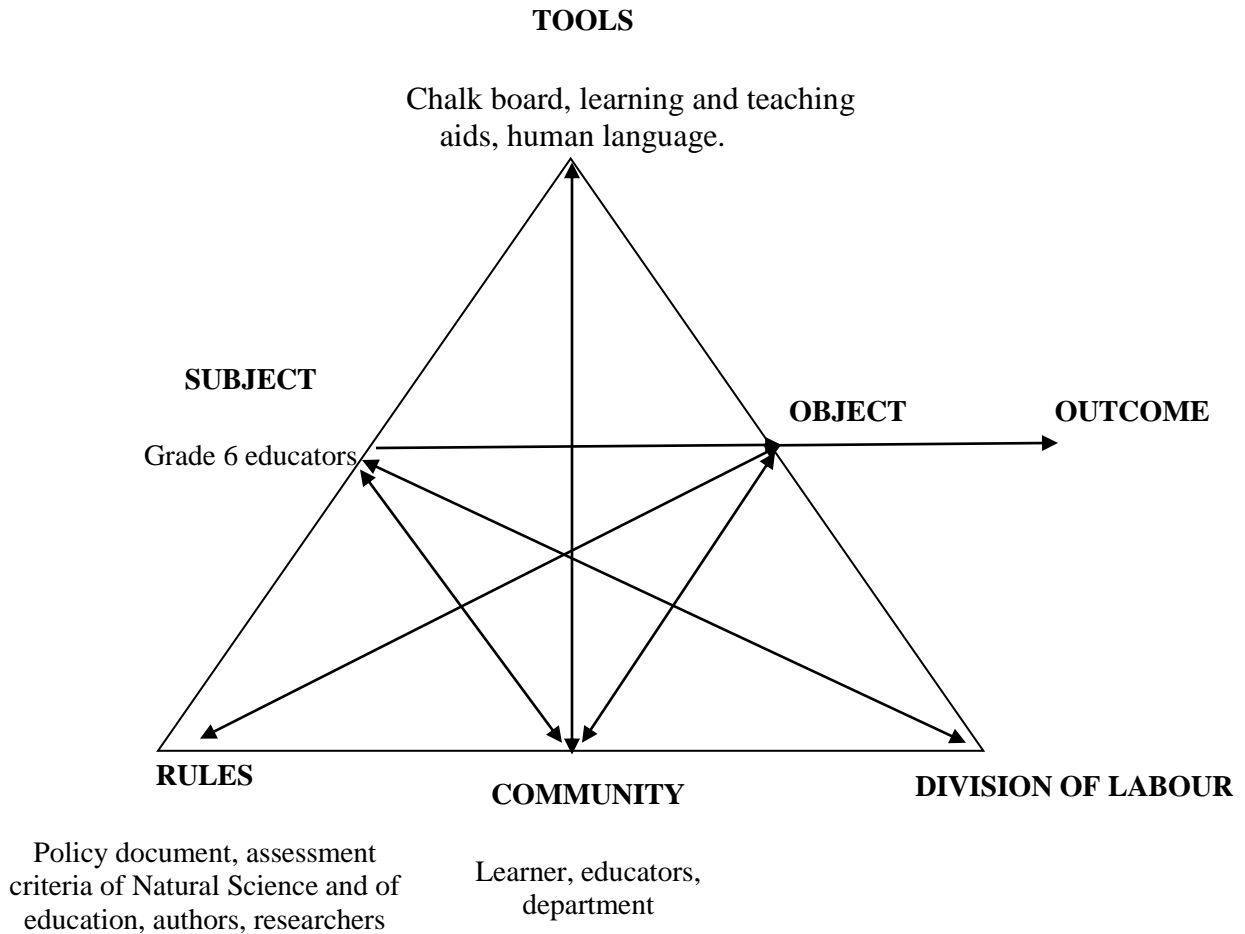 TOOLS
Chalk board, learning and teaching
aids, human language.
SUBJECT
Grade 6 educators
OBJECT
OUTCOME
RULES
Policy document, assessment
criteria of Natural Science and of
education, authors, researchers
COMMUNITY
Learner, educators,
department
DIVISION OF LABOUR